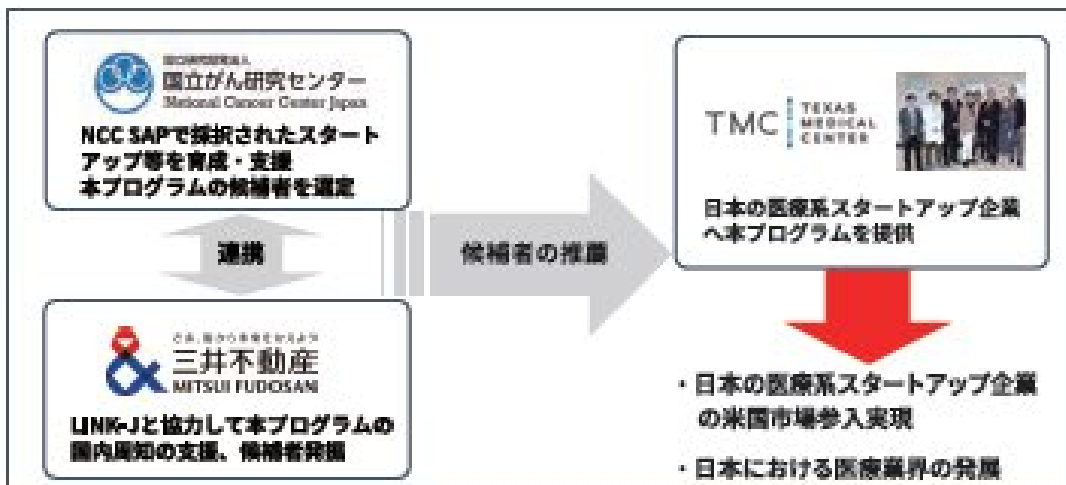 国立研究開発法人
国立がん研究センター
National Cancer Center Japan
NCC SAPで採択されたスタート
アップ等を育成・支援
本プログラムの候補者を選定
連携
三井不動産
MITSUI FUDOSAN
LINK-Jと協力して本プログラムの
国内周知の支援、候補者発掘
候補者の推薦
TMC
TEXAS
MEDICAL
CENTER
日本の医療系スタートアップ企業
へ本プログラムを提供
・日本の医療系スタートアップ企業
の米国市場参入実現
・日本における医療業界の発展